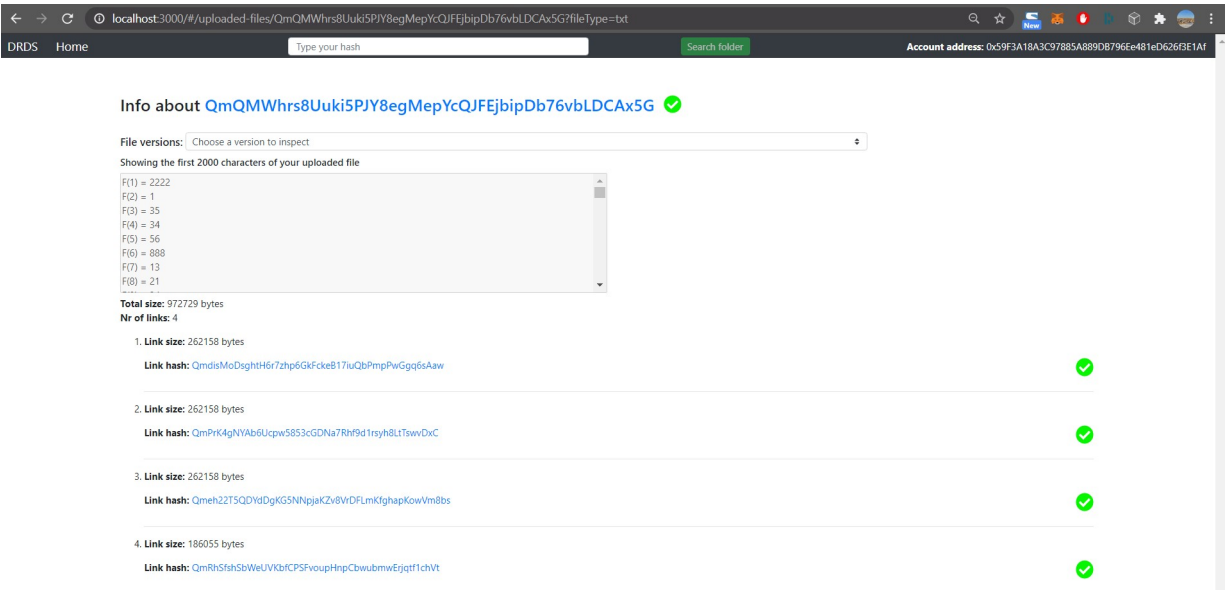 localhost:3000/#/uploaded-files/QmQMWhrs8Uuki5PJY8egMepYcQJFEjbipDb76vbLDCAx5G?fileType=txt
New
DRDS Home Type your hash Search folder Account address: 0x59F3A18A3C97885A889DB796Ee481eD626f3E1Af
Info about QmQMWhrs8Uuki5PJY8egMepYcQJFEjbipDb76vbLDCAx5G
File versions: Choose a version to inspect
Showing the first 2000 characters of your uploaded file
F(1) = 2222
F(2) = 1
F(3) = 35
F(4) = 34
F(5) = 56
F(6) = 888
F(7) = 13
F(8) = 21
Total size: 972729 bytes
Nr of links: 4
1. Link size: 262158 bytes
Link hash: QmdisMoDsghtH6r7zhp6GkFckeB17iuQbPmpPwGgq6sAaw
2. Link size: 262158 bytes
Link hash: QmPrK4gNYAb6Ucpw5853cGDNa7Rhf9d1rsyh8LtTswvDxC
3. Link size: 262158 bytes
Link hash: Qmeh22T5QDYdDgKG5NNpjaKZv8VrDFLmKfghapKowVm8bs
4. Link size: 186055 bytes
Link hash: QmRhSfshSbWeUVKbfCPSFvoupHnpCbwubmwErjqtf1chVt